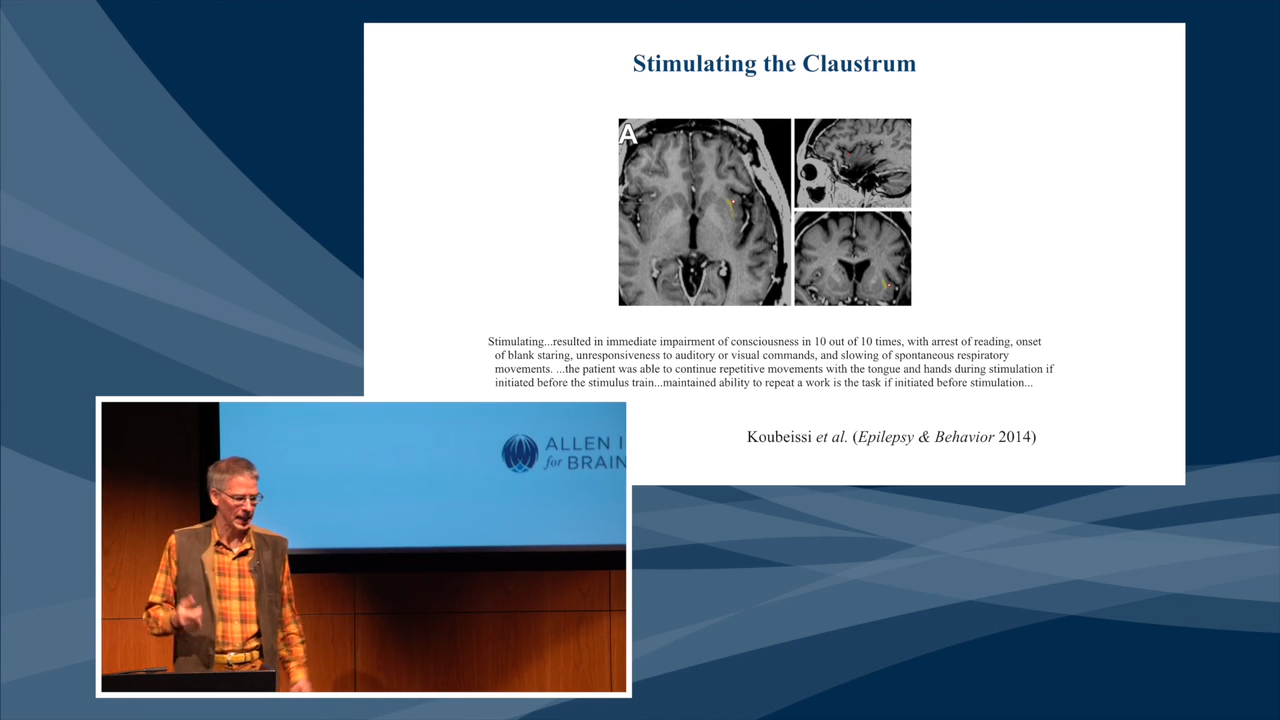 Stimulating the Claustrum
A
Stimulating...resulted in immediate impairment of consciousness in 10 out of 10 times, with arrest of reading, onset
of blank staring, unresponsiveness to auditory or visual commands, and slowing of spontaneous respiratory
movements. ...the patient was able to continue repetitive movements with the tongue and hands during stimulation if
initiated before the stimulus train...maintained ability to repeat a work is the task if initiated before stimulation...
Koubeissi et al. (Epilepsy & Behavior 2014)
ALLEN I
for BRAIN